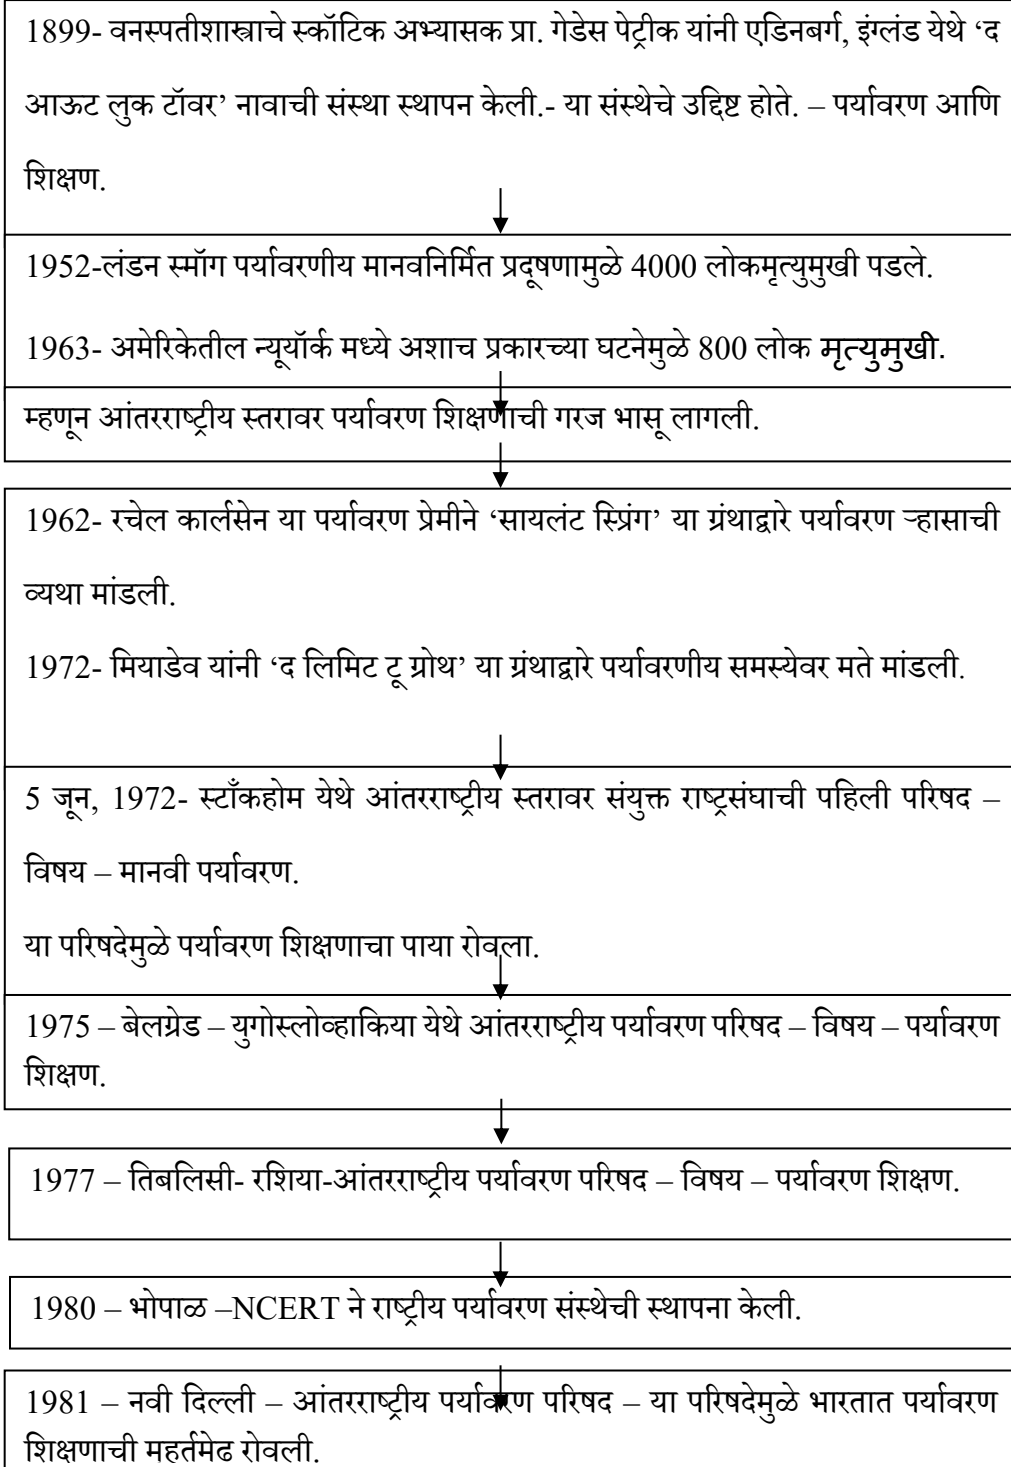 1899- वनस्पतीशास्त्राचे स्कॉटिक अभ्यासक प्रा. गेडेस पेट्रीक यांनी एडिनबर्ग, इंग्लंड येथे ‘द
आऊट लुक टॉवर’ नावाची संस्था स्थापन केली.- या संस्थेचे उद्दिष्ट होते. – पर्यावरण आणि
शिक्षण.
1952-लंडन स्मॉग पर्यावरणीय मानवनिर्मित प्रदूषणामुळे 4000 लोकमृत्युमुखी पडले.
1963- अमेरिकेतील न्यूयॉर्क मध्ये अशाच प्रकारच्या घटनेमुळे 800 लोक मृत्युमुखी.
म्हणून आंतरराष्ट्रीय स्तरावर पर्यावरण शिक्षणाची गरज भासू लागली.
1962- रचेल कार्लसेन या पर्यावरण प्रेमीने ‘सायलंट स्प्रिंग’ या ग्रंथाद्वारे पर्यावरण ऱ्हासाची
व्यथा मांडली.
1972- मियाडेव यांनी ‘द लिमिट टू ग्रोथ’ या ग्रंथाद्वारे पर्यावरणीय समस्येवर मते मांडली.
5 जून, 1972- स्टाँकहोम येथे आंतरराष्ट्रीय स्तरावर संयुक्त राष्ट्रसंघाची पहिली परिषद –
विषय – मानवी पर्यावरण.
या परिषदेमुळे पर्यावरण शिक्षणाचा पाया रोवला.
1975 – बेलग्रेड – युगोस्लोव्हाकिया येथे आंतरराष्ट्रीय पर्यावरण परिषद – विषय – पर्यावरण
शिक्षण.
1977 – तिबलिसी- रशिया-आंतरराष्ट्रीय पर्यावरण परिषद – विषय – पर्यावरण शिक्षण.
1980 – भोपाळ –NCERT ने राष्ट्रीय पर्यावरण संस्थेची स्थापना केली.
1981 – नवी दिल्ली – आंतरराष्ट्रीय पर्यावरण परिषद – या परिषदेमुळे भारतात पर्यावरण
शिक्षणाची महर्तमेढ रोवली.